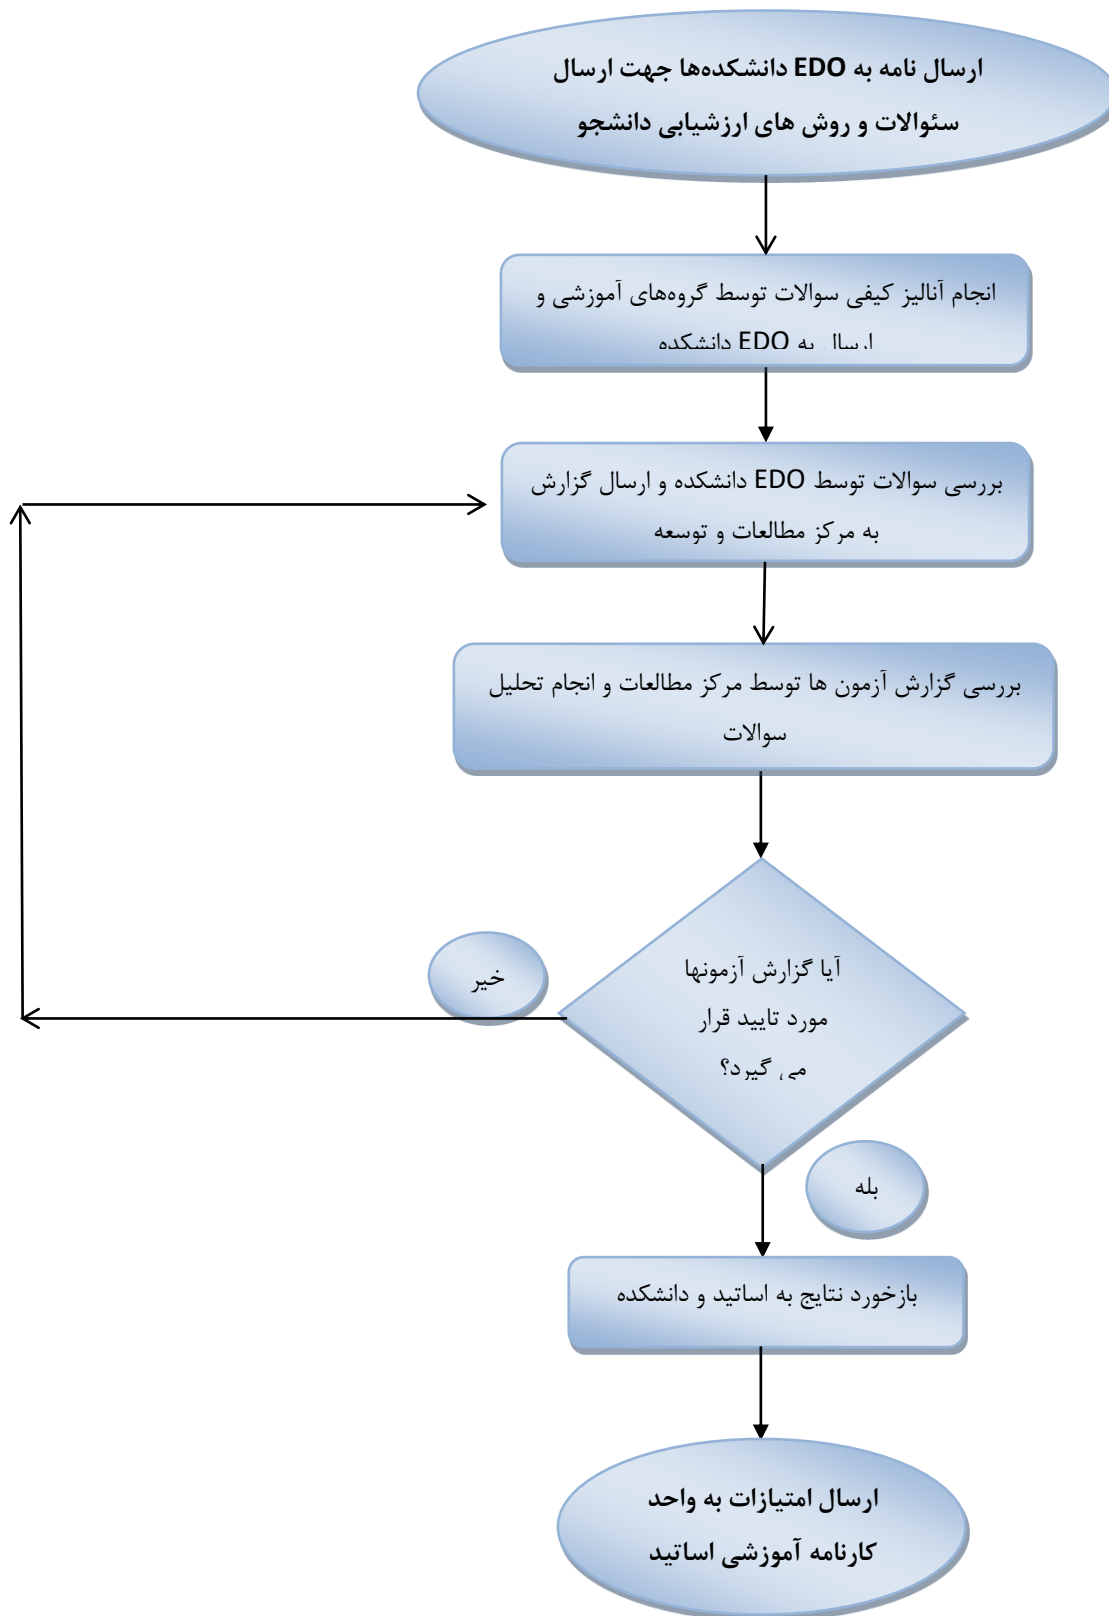 ارسال نامه به EDO دانشکده‌ها جهت ارسال
سئوالات و روش های ارزشیابی دانشجو
انجام آنالیز کیفی سوالات توسط گروه‌های آموزشی و
ارسال به EDO دانشکده
بررسی سوالات توسط EDO دانشکده و ارسال گزارش
به مرکز مطالعات و توسعه
بررسی گزارش آزمون ها توسط مرکز مطالعات و انجام تحلیل
سوالات
آیا گزارش آزمونها
مورد تایید قرار
می گیرد؟
خیر
بله
بازخورد نتایج به اساتید و دانشکده
ارسال امتیازات به واحد
کارنامه آموزشی اساتید